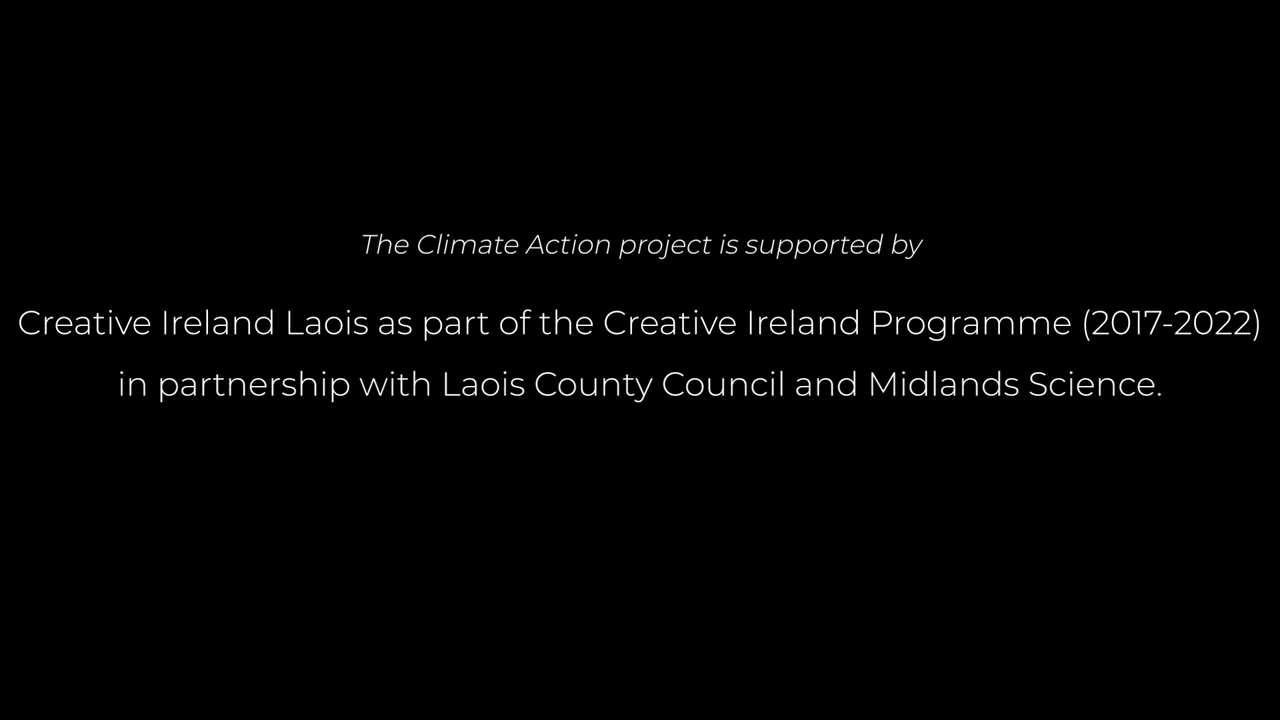 The Climate Action project is supported by
Creative Ireland Laois as part of the Creative Ireland Programme (2017-2022)
in partnership with Laois County Council and Midlands Science.